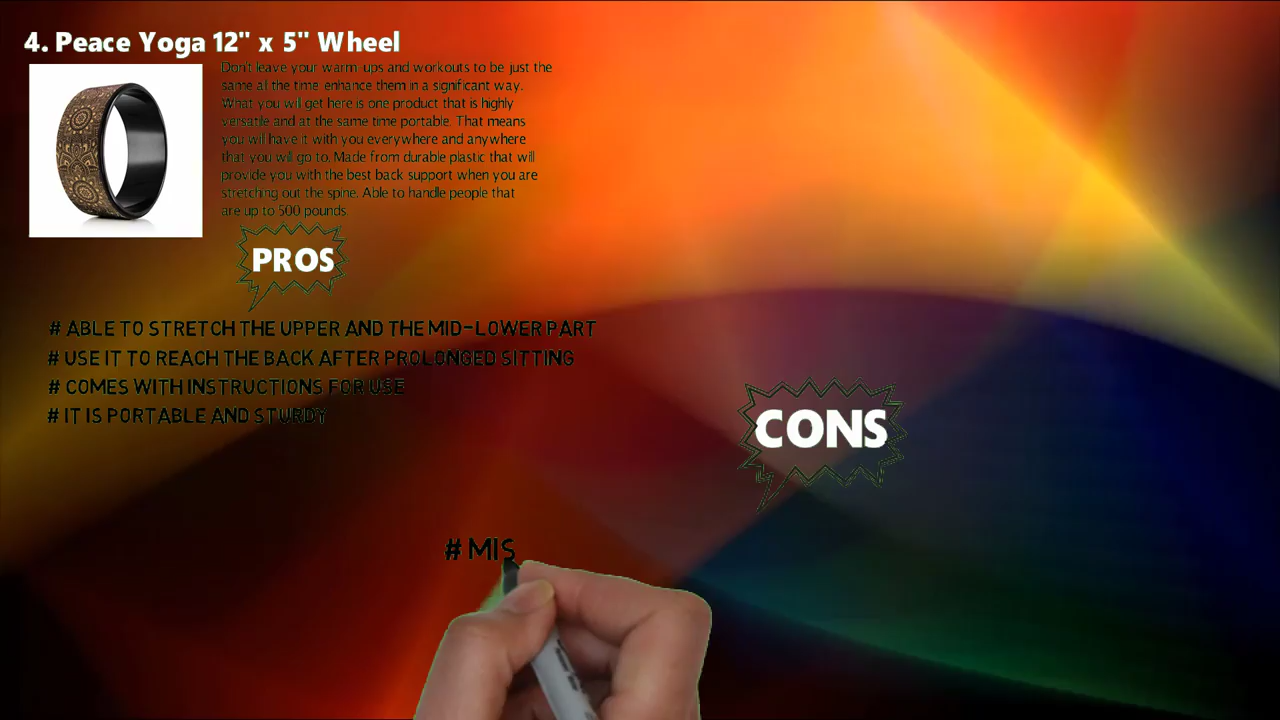 4. Peace Yoga 12" x 5" Wheel
Don't leave your warm-ups and workouts to be just the
same all the time enhance them in a significant way.
What you will get here is one product that is highly
versatile and at the same time portable. That means
you will have it with you everywhere and anywhere
that you will go to. Made from durable plastic that will
provide you with the best back support when you are
stretching out the spine. Able to handle people that
are up to 500 pounds.
PROS
# ABLE TO STRETCH THE UPPER AND THE MID-LOWER PART
# USE IT TO REACH THE BACK AFTER PROLONGED SITTING
# COMES WITH INSTRUCTIONS FOR USE
# IT IS PORTABLE AND STURDY
CONS
# MIS